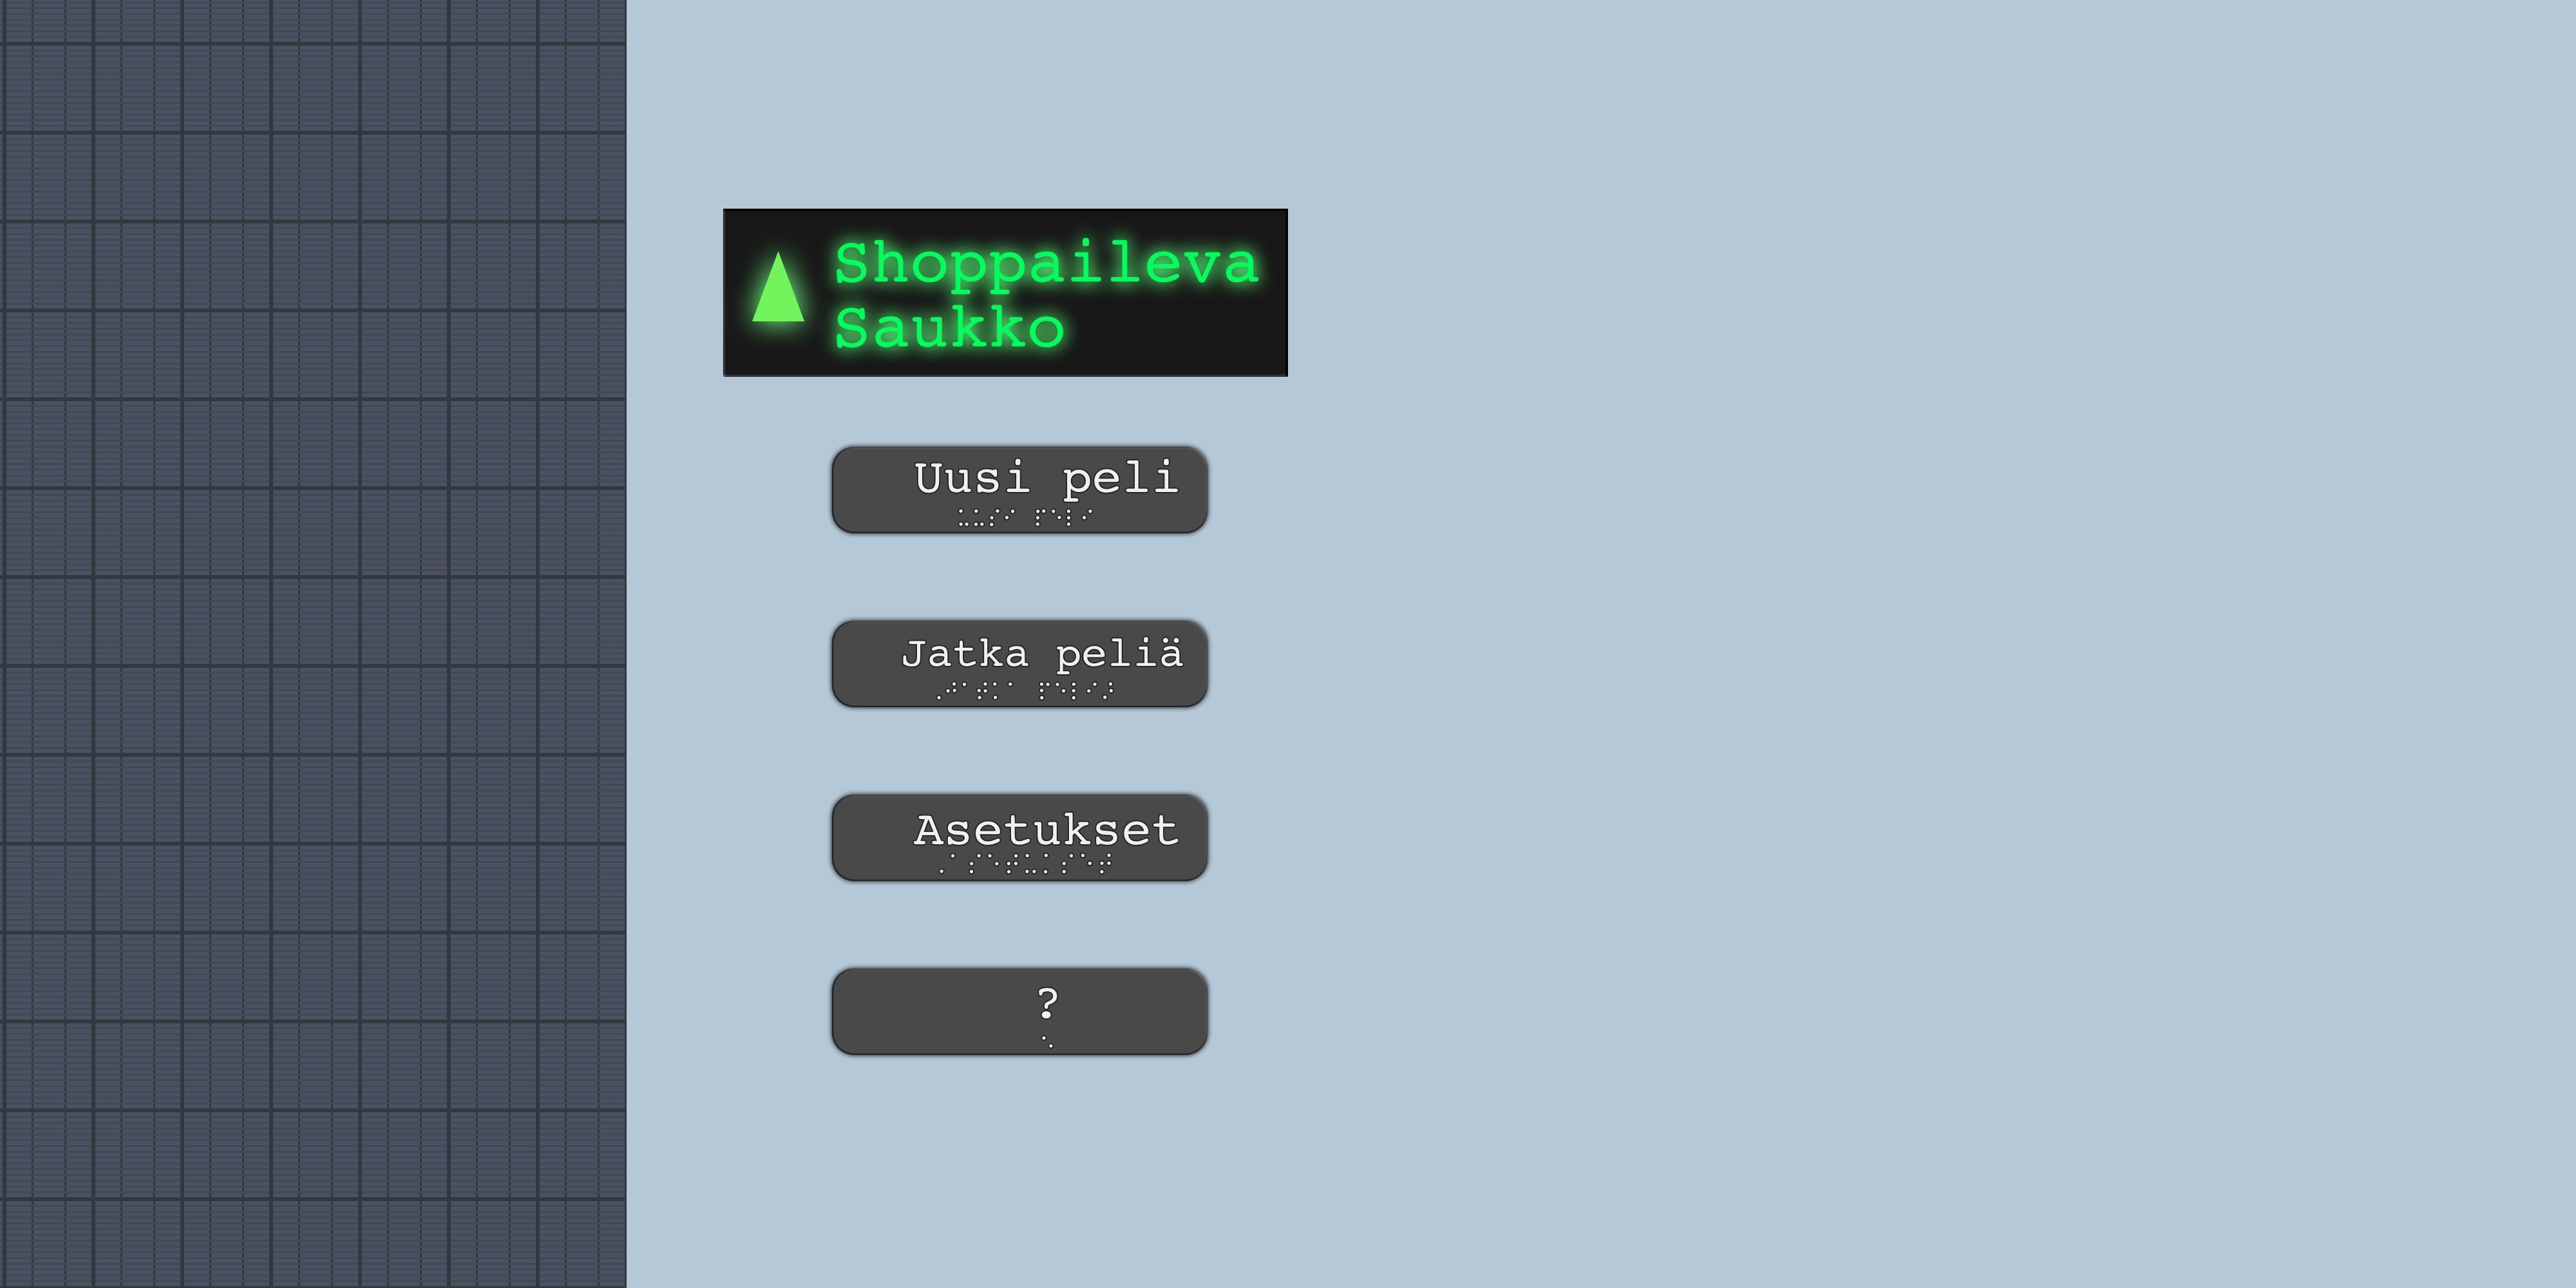 Shoppaileva
Saukko
Uusi peli
⠥⠥⠎⠊ ⠏⠑⠇⠊
Jatka peliä
⠠⠚⠁⠞⠅⠁ ⠏⠑⠇⠊⠜
Asetukset
⠠⠁⠎⠑⠞⠥⠅⠎⠑⠞
?
⠢